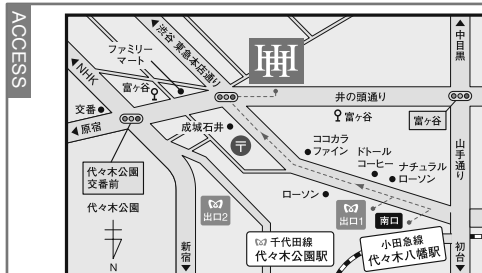 ACCESS
渋谷 東急本店通り
中目黒
ファミリー
マート
NHK
富ヶ谷
井の頭通り
交番
原宿
成城石井
富ヶ谷
富ヶ谷
代々木公園
交番前
ココカラ
ファイン
ドトール
コーヒー
ナチュラル
ローソン
山手通り
代々木公園
ローソン
出口2
出口1
南口
千代田線
代々木公園駅
小田急線
代々木八幡駅
新宿
初台
N